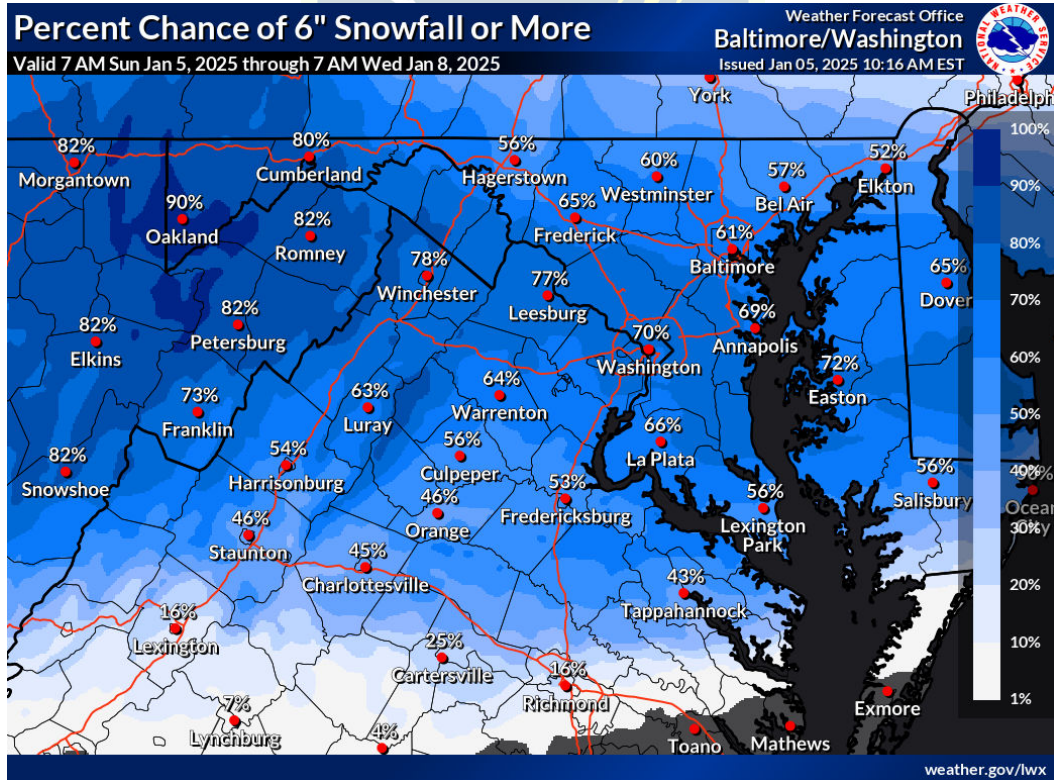 Percent Chance of 6" Snowfall or More
Valid 7 AM Sun Jan 5, 2025 through 7 AM Wed Jan 8, 2025
Weather Forecast Office
Baltimore/Washington
Issued Jan 05, 2025 10:16 AM EST
NATIONAL WEATHER SERVICE
York
Philadelph
100%
82%
Morgantown
80%
Cumberland
56%
Hagerstown
60%
Westminster
57%
Bel Air
52%
Elkton
90%
90%
Oakland
82%
Romney
65%
Frederick
61%
Baltimore
80%
78%
Winchester
77%
Leesburg
65%
Dover
70%
82%
Elkins
82%
Petersburg
70%
Washington
69%
Annapolis
60%
73%
Franklin
63%
Luray
64%
Warrenton
72%
Easton
50%
82%
Snowshoe
54%
Harrisonburg
56%
Culpeper
66%
La Plata
56%
Salisbury
40%
46%
Orange
53%
Fredericksburg
56%
Lexington
Park
Ocean
30%
46%
Staunton
45%
Charlottesville
43%
Tappahannock
20%
16%
Lexington
25%
Cartersville
10%
16%
Richmond
1%
7%
Lynchburg
4%
Toano
Mathews
Exmore
weather.gov/lwx